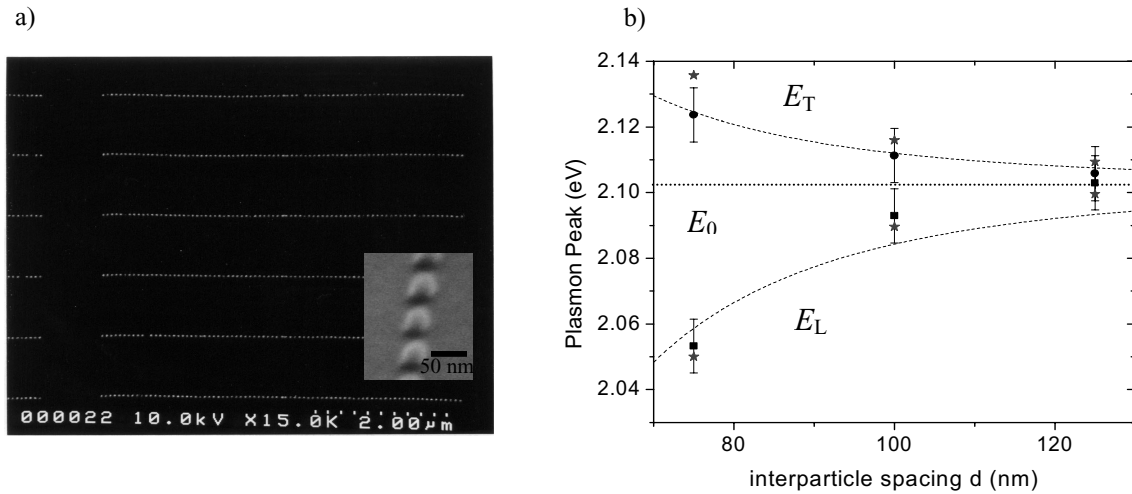 a)
50 nm
000022 10.0kV X15.0K 2.00μm
b)
Plasmon Peak (eV)
2.14
2.12
2.10
2.08
2.06
2.04
E_T
E_0
E_L
80
100
120
interparticle spacing d (nm)